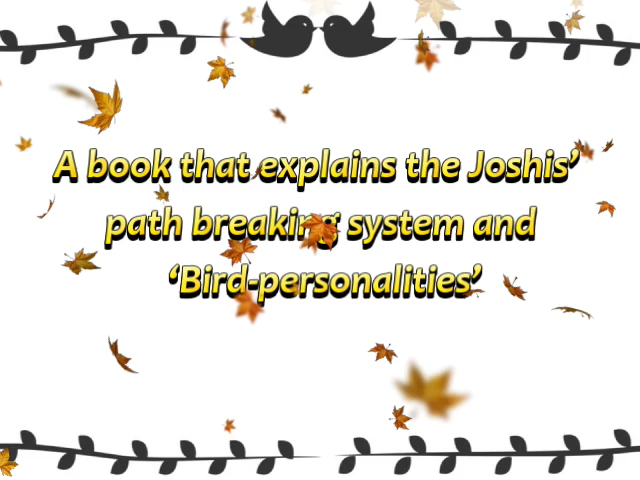 A book that explains the Joshis’
path breaking system and
‘Bird-personalities’